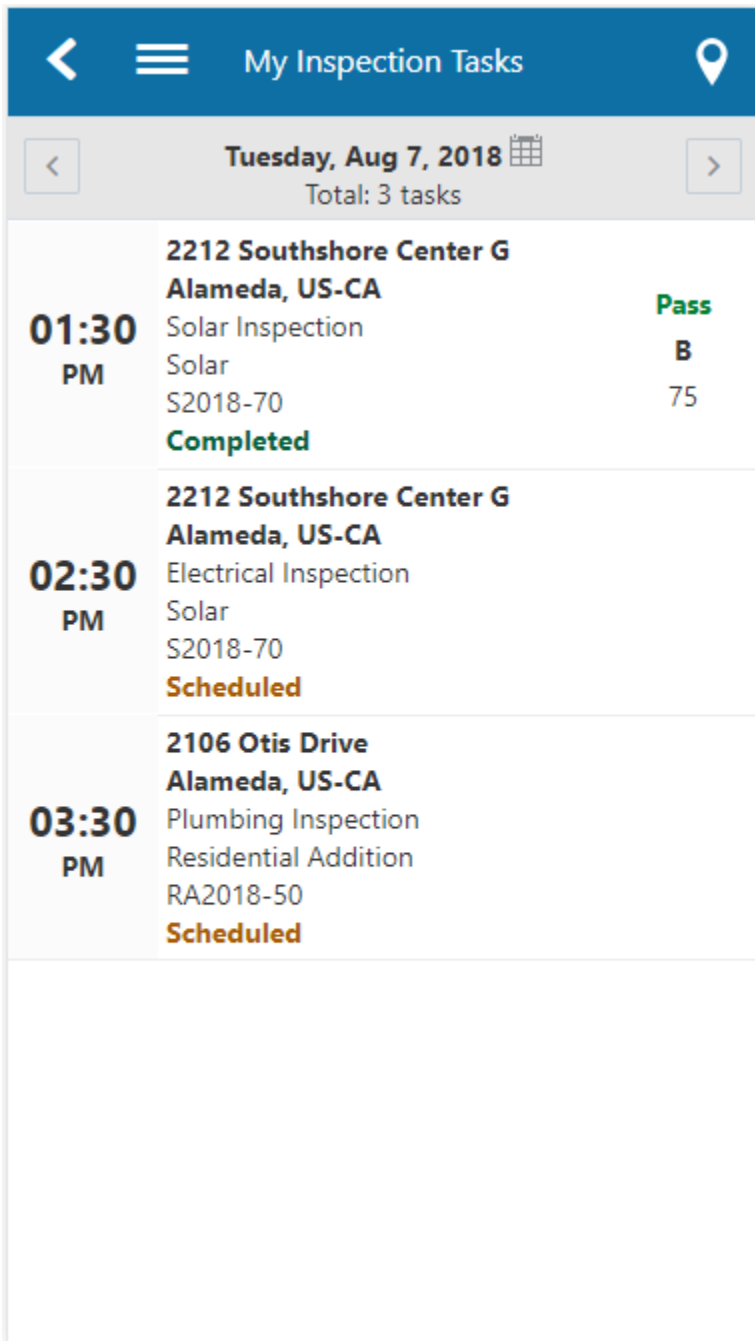 My Inspection Tasks
Tuesday, Aug 7, 2018
Total: 3 tasks
01:30
PM
2212 Southshore Center G
Alameda, US-CA
Solar Inspection
Solar
S2018-70
Completed
Pass
B
75
02:30
PM
2212 Southshore Center G
Alameda, US-CA
Electrical Inspection
Solar
S2018-70
Scheduled
03:30
PM
2106 Otis Drive
Alameda, US-CA
Plumbing Inspection
Residential Addition
RA2018-50
Scheduled